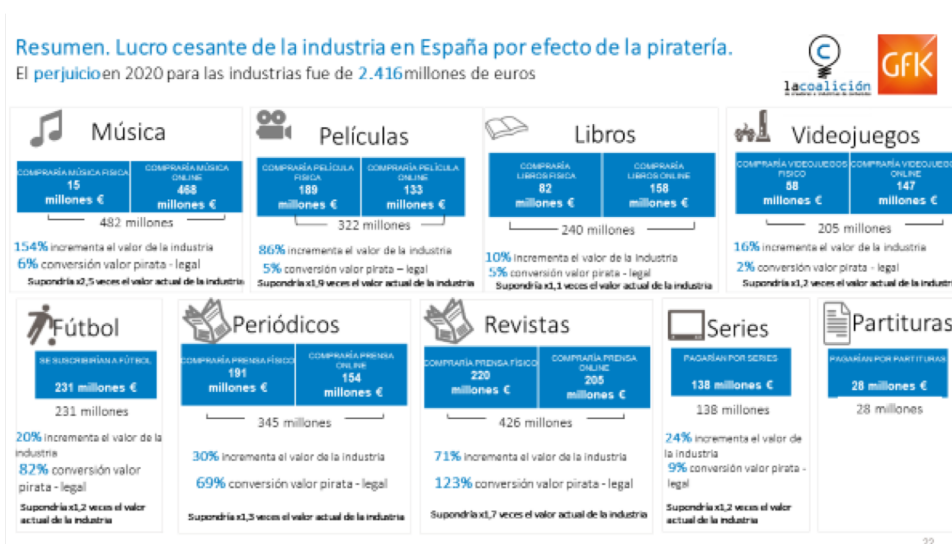 Resumen. Lucro cesante de la industria en España por efecto de la piratería.
El perjuicio en 2020 para las industrias fue de 2.416 millones de euros
lacoalición
GFK
Música
COMPRARÍA MÚSICA FISICA
15
millones €
COMPRARÍA MÚSICA
ONLINE
468
millones €
482 millones
154% incrementa el valor de la industria
6% conversión valor pirata - legal
Supondría x2,5 veces el valor actual de la industria
Películas
COMPRARÍA PELÍCULA
FISICA
189
millones €
COMPRARÍA PELÍCULA
ONLINE
133
millones €
322 millones
86% incrementa el valor de la industria
5% conversión valor pirata – legal
Supondría x1,9 veces el valor actual de la industria
Libros
COMPRARÍA
LIBROS FISICA
82
millones €
COMPRARÍA
LIBROS ONLINE
158
millones €
240 millones
10% incrementa el valor de la industria
5% conversión valor pirata - legal
Supondría x1,1 veces el valor actual de la industria
Videojuegos
COMPRARÍA VIDEOJUEGOS
FISICO
58
millones €
COMPRARÍA VIDEOJUEG
ONLINE
147
millones €
205 millones
16% incrementa el valor de la industria
2% conversión valor pirata - legal
Supondría x1,2 veces el valor actual de la industr
Fútbol
SE SUSCRIBIRÍAN A FÚTBOL
231 millones €
231 millones
20% incrementa el valor de la
industria
82% conversión valor
pirata - legal
Supondría x1,2 veces el valor
actual de la industria
Periódicos
COMPRARÍA PRENSA FÍSICO
191
millones €
COMPRARÍA PRENSA
ONLINE
154
millones €
345 millones
30% incrementa el valor de la industria
69% conversión valor pirata - legal
Supondría x1,3 veces el valor actual de la industria
Revistas
COMPRARÍA PRENSA FÍSICO
220
millones €
COMPRARÍA PRENSA
ONLINE
205
millones €
426 millones
71% incrementa el valor de la industria
123% conversión valor pirata - legal
Supondría x1,7 veces el valor actual de la industria
Series
PAGARÍAN POR SERIES
138 millones €
138 millones
24% incrementa el valor de
la industria
9% conversión valor pirata -
legal
Supondría x1,2 veces el valor
actual de la industria
Partituras
PAGARÍAN POR PARTITURAS
28 millones €
28 millones